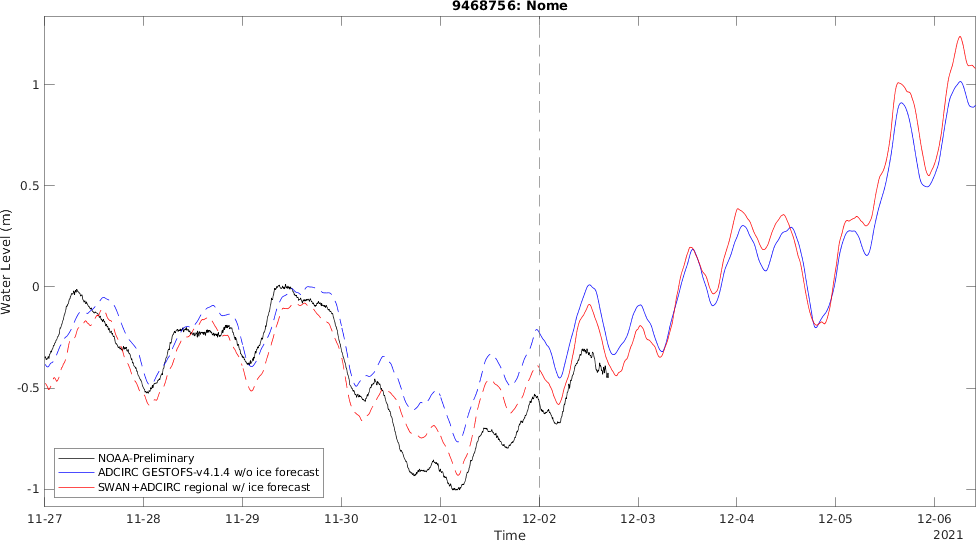 9468756: Nome
Water Level (m)
1
0.5
0
-0.5
-1
NOAA-Preliminary
ADCIRC GESTOFS-v4.1.4 w/o ice forecast
SWAN+ADCIRC regional w/ ice forecast
11-27 11-28 11-29 11-30 12-01 12-02 12-03 12-04 12-05 12-06
Time 2021